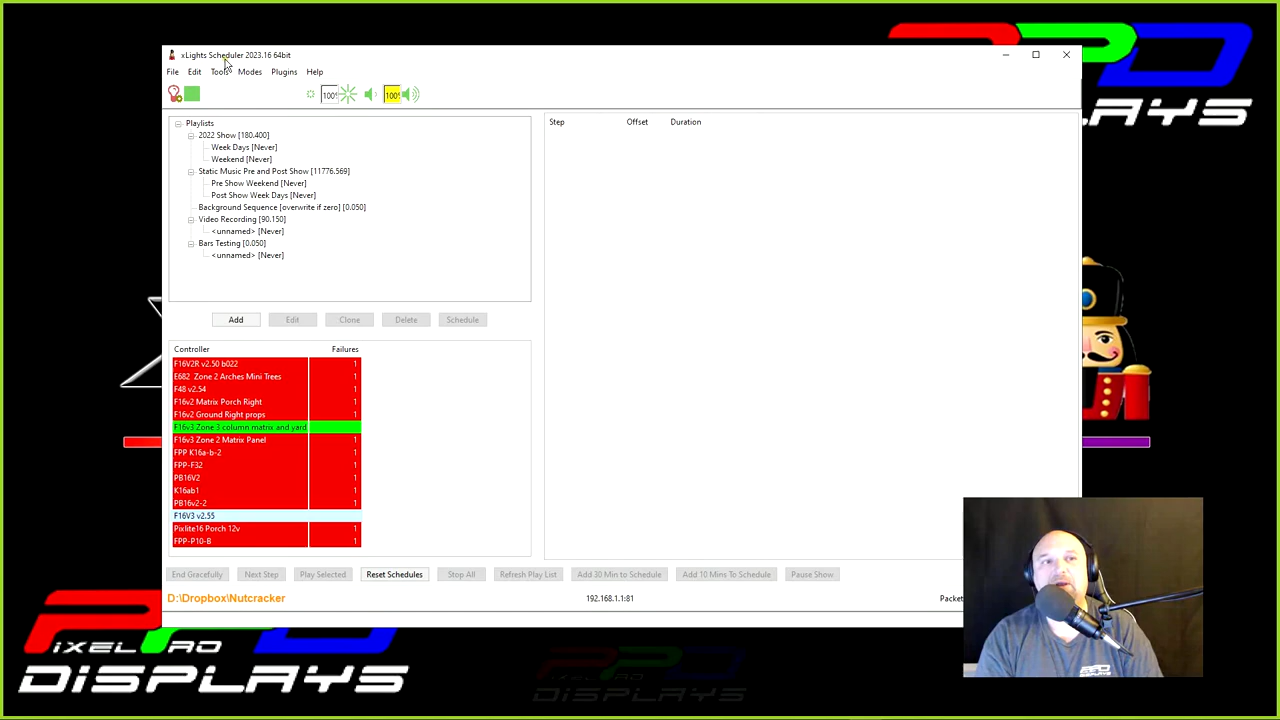 xLights Scheduler 2023.16 64bit
File Edit Tools Modes Plugins Help
100% 100%
Playlists
2022 Show [180.400]
Week Days [Never]
Weekend [Never]
Static Music Pre and Post Show [11776.569]
Pre Show Weekend [Never]
Post Show Week Days [Never]
Background Sequence [overwrite if zero] [0.050]
Video Recording [90.150]
<unnamed> [Never]
Bars Testing [0.050]
<unnamed> [Never]
Step Offset Duration
Add Edit Clone Delete Schedule
Controller Failures
F16V2R v2.50 b022 1
E682 Zone 2 Arches Mini Trees 1
F48 v2.54 1
F16v2 Matrix Porch Right 1
F16v2 Ground Right props 1
F16v3 Zone 3 column matrix and yard
F16v3 Zone 2 Matrix Panel 1
FPP K16a-b-2 1
FPP-F32 1
PB16V2 1
K16ab1 1
PB16v2-2 1
F16V3 v2.55
Pixlite16 Porch 12v 1
FPP-P10-B 1
End Gracefully Next Step Play Selected Reset Schedules Stop All Refresh Play List Add 30 Min to Schedule Add 10 Mins To Schedule Pause Show
D:\Dropbox\Nutcracker 192.168.1.1:81 Packet
PPD
PIXEL PRO
DISPLAYS
PPD
DISPLAYS